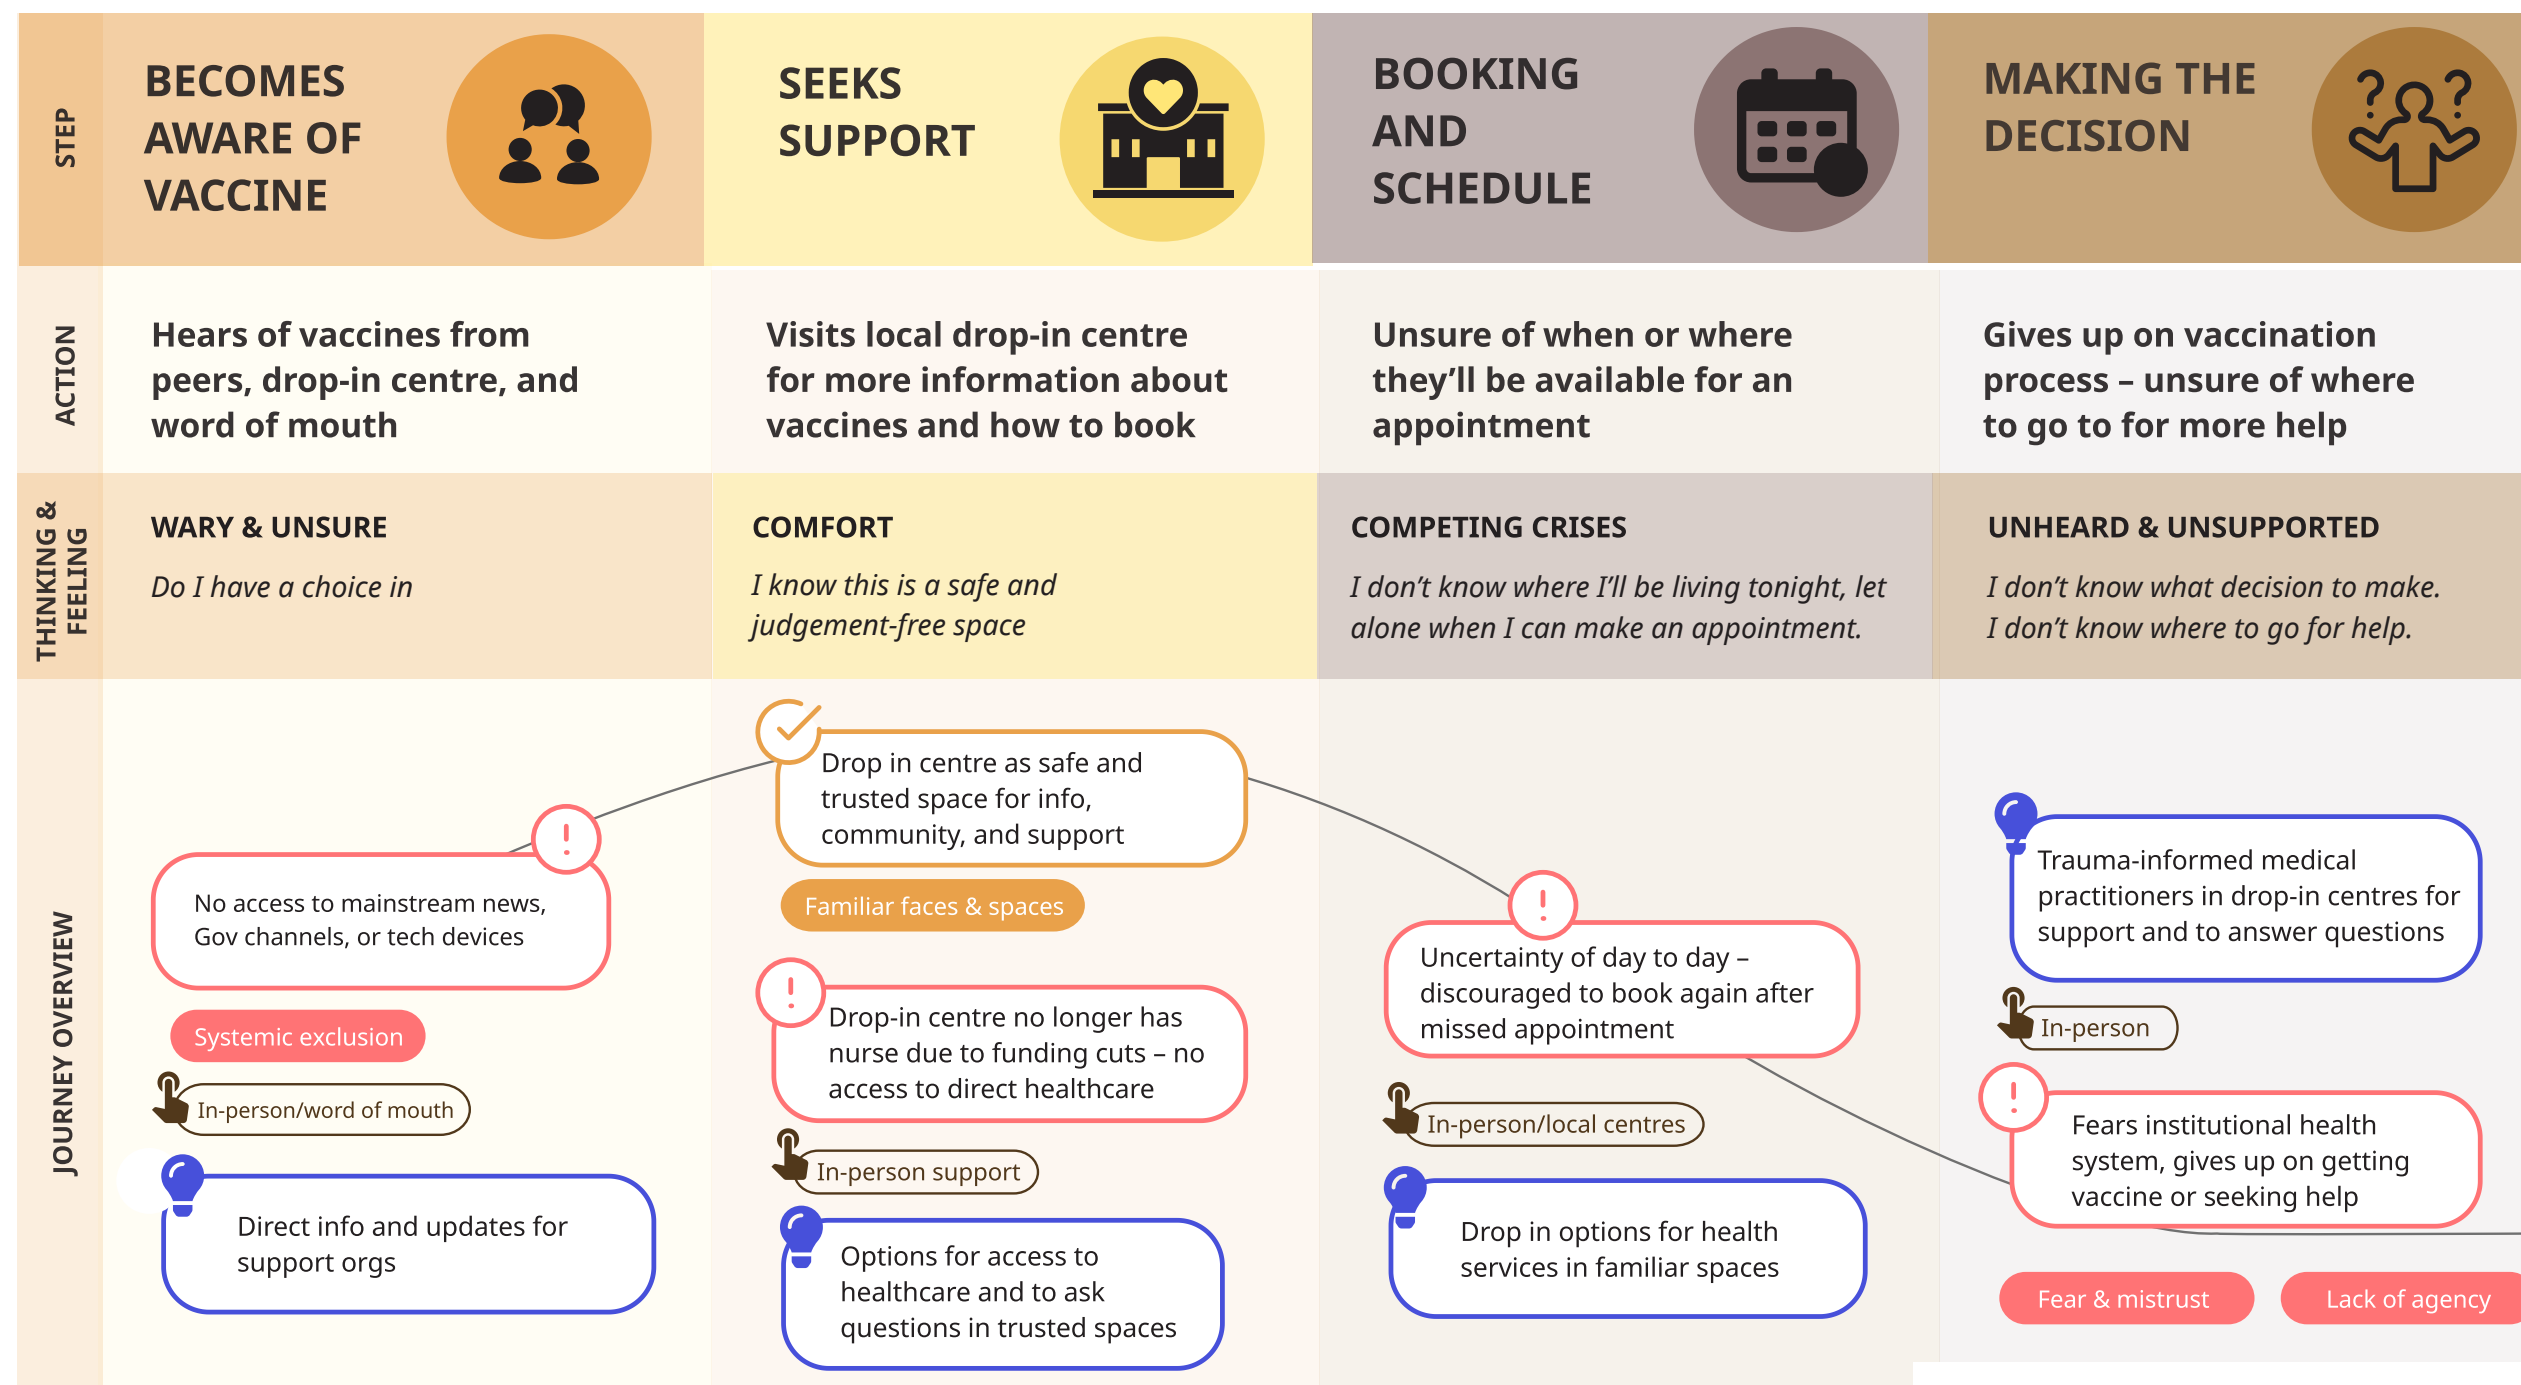 STEP
BECOMES
AWARE OF
VACCINE
SEEKS
SUPPORT
BOOKING
AND
SCHEDULE
MAKING THE
DECISION
ACTION
Hears of vaccines from
peers, drop-in centre, and
word of mouth
Visits local drop-in centre
for more information about
vaccines and how to book
Unsure of when or where
they’ll be available for an
appointment
Gives up on vaccination
process – unsure of where
to go to for more help
THINKING &
FEELING
WARY & UNSURE
Do I have a choice in
COMFORT
I know this is a safe and
judgement-free space
COMPETING CRISES
I don’t know where I’ll be living tonight, let
alone when I can make an appointment.
UNHEARD & UNSUPPORTED
I don’t know what decision to make.
I don’t know where to go for help.
JOURNEY OVERVIEW
No access to mainstream news,
Gov channels, or tech devices
Systemic exclusion
In-person/word of mouth
Direct info and updates for
support orgs
Drop in centre as safe and
trusted space for info,
community, and support
Familiar faces & spaces
Drop-in centre no longer has
nurse due to funding cuts – no
access to direct healthcare
In-person support
Options for access to
healthcare and to ask
questions in trusted spaces
Uncertainty of day to day –
discouraged to book again after
missed appointment
In-person/local centres
Drop in options for health
services in familiar spaces
Trauma-informed medical
practitioners in drop-in centres for
support and to answer questions
In-person
Fears institutional health
system, gives up on getting
vaccine or seeking help
Fear & mistrust
Lack of agency